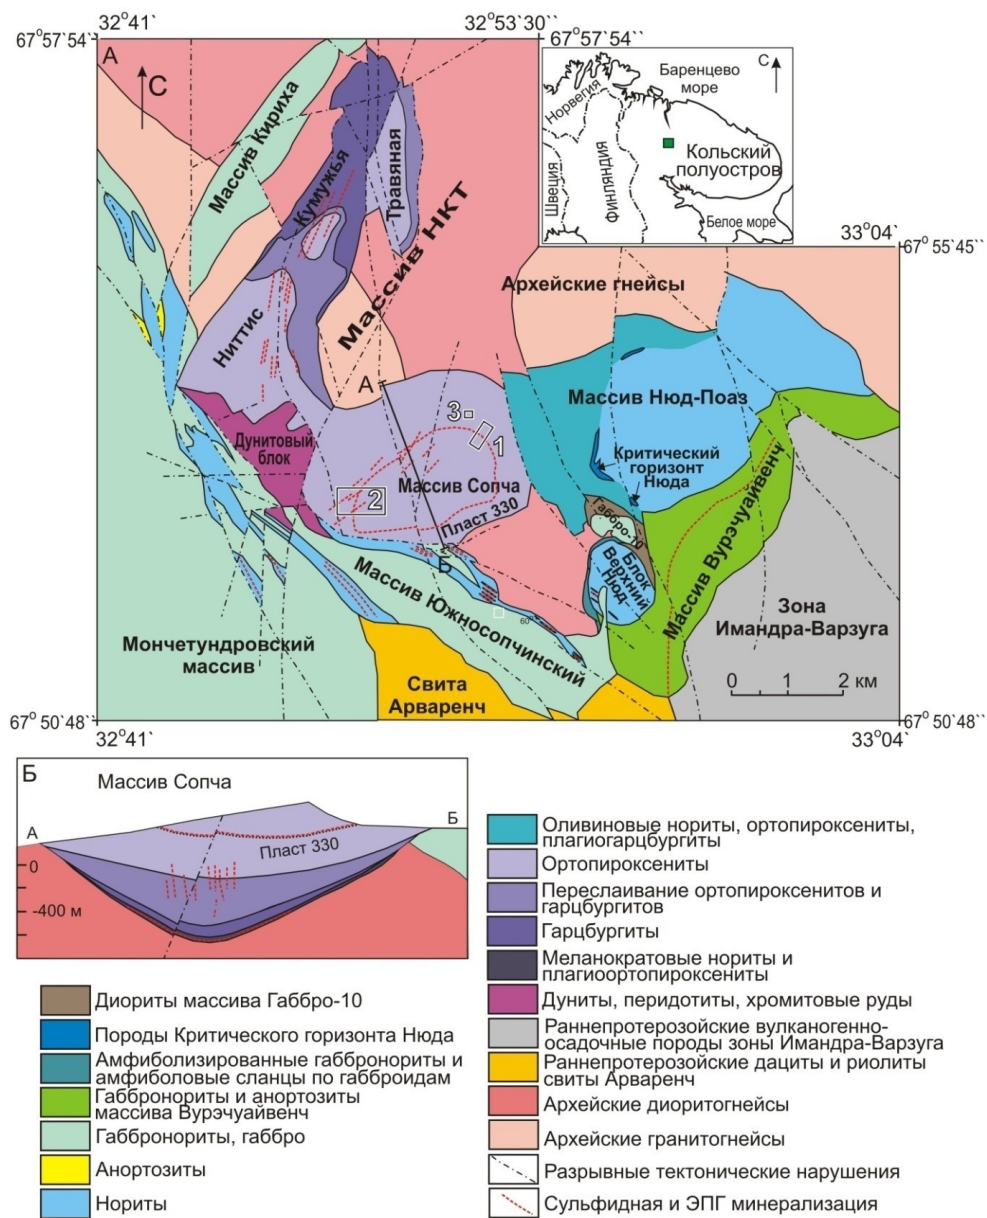 32°41`
32°53`30``
67°57`54``
67°57`54``
А
С
Массив Кириха
Кумужья
Травяная
Массив НКТ
Ниттис
С
Баренцево
море
Норвегия
Швеция
Финляндия
Кольский
полуостров
Белое море
33°04`
67°55`45``
Архейские гнейсы
А
3
1
2
Массив Сопча
Пласт 330
Б
Дунитовый
блок
Массив Нюд-Поаз
Критический
горизонт
Нюда
Габбро-10
Блок
Верхний
Нюд
Массив Вурэчуайвенч
Зона
Имандра-Варзуга
Массив Южносопчинский
60
Мончетундровский
массив
Свита
Арваренч
0 1 2 км
67°50`48``
67°50`48``
32°41`
33°04`
Б
Массив Сопча
А
Б
Пласт 330
0
-400 м
Диориты массива Габбро-10
Породы Критического горизонта Нюда
Амфиболизированные габбронориты и
амфиболовые сланцы по габброидам
Габбронориты и анортозиты
массива Вурэчуайвенч
Габбронориты, габбро
Анортозиты
Нориты
Оливиновые нориты, ортопироксениты,
плагиогарцбургиты
Ортопироксениты
Переслаивание ортопироксенитов и
гарцбургитов
Гарцбургиты
Меланократовые нориты и
плагиоортопироксениты
Дуниты, перидотиты, хромитовые руды
Раннепротерозойские вулканогенно-
осадочные породы зоны Имандра-Варзуга
Раннепротерозойские дациты и риолиты
свиты Арваренч
Архейские диоритогнейсы
Архейские гранитогнейсы
Разрывные тектонические нарушения
Сульфидная и ЭПГ минерализация